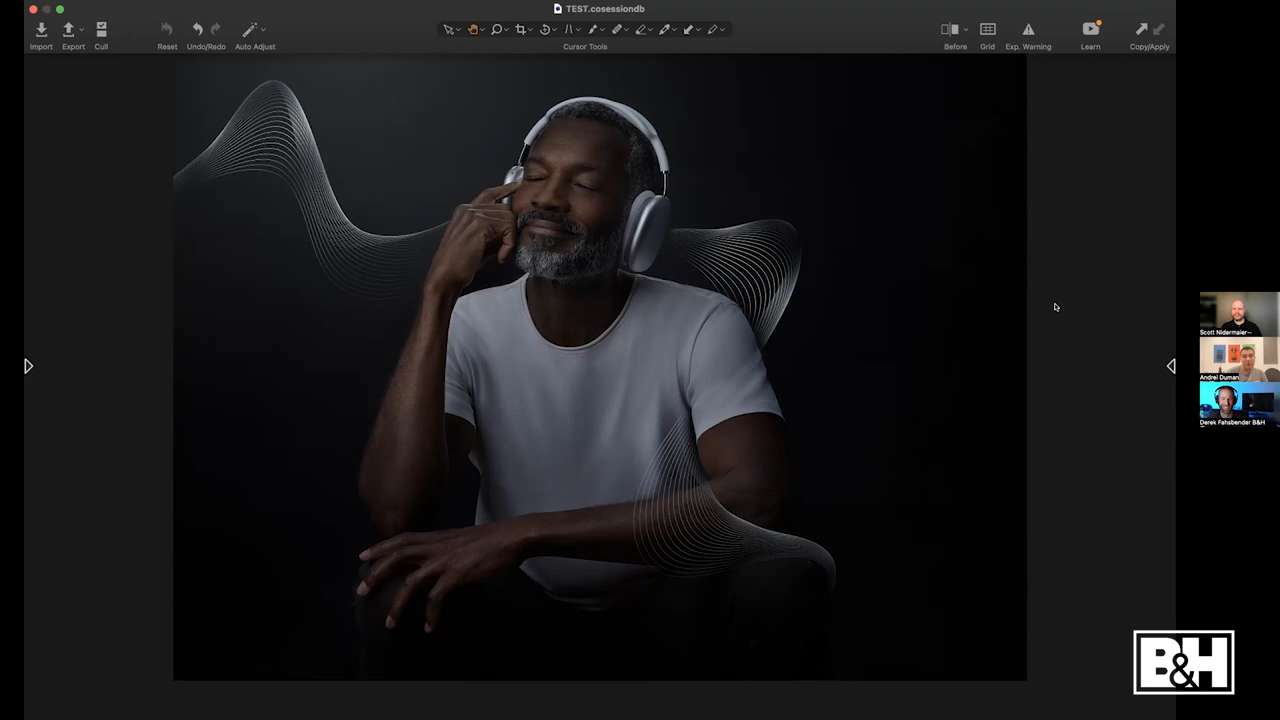 TEST.cosessiondb
Import Export Cull Reset Undo/Redo Auto Adjust Cursor Tools Before Grid Exp. Warning Learn Copy/Apply
Scott Nidermaier--
Andrei Duman
Derek Fahsbender B&H
B&H